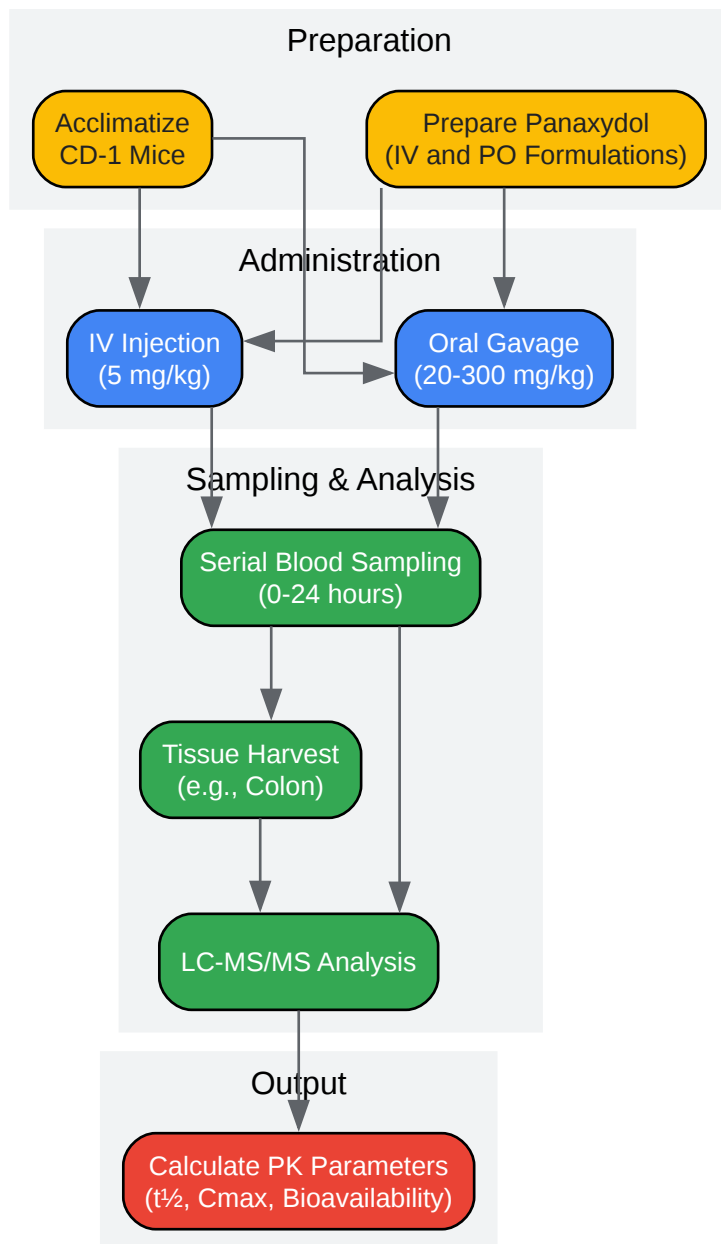 Preparation
Acclimatize
CD-1 Mice
Prepare Panaxydol
(IV and PO Formulations)
Administration
IV Injection
(5 mg/kg)
Oral Gavage
(20-300 mg/kg)
Sampling & Analysis
Serial Blood Sampling
(0-24 hours)
Tissue Harvest
(e.g., Colon)
LC-MS/MS Analysis
Output
Calculate PK Parameters
(t½, Cmax, Bioavailability)